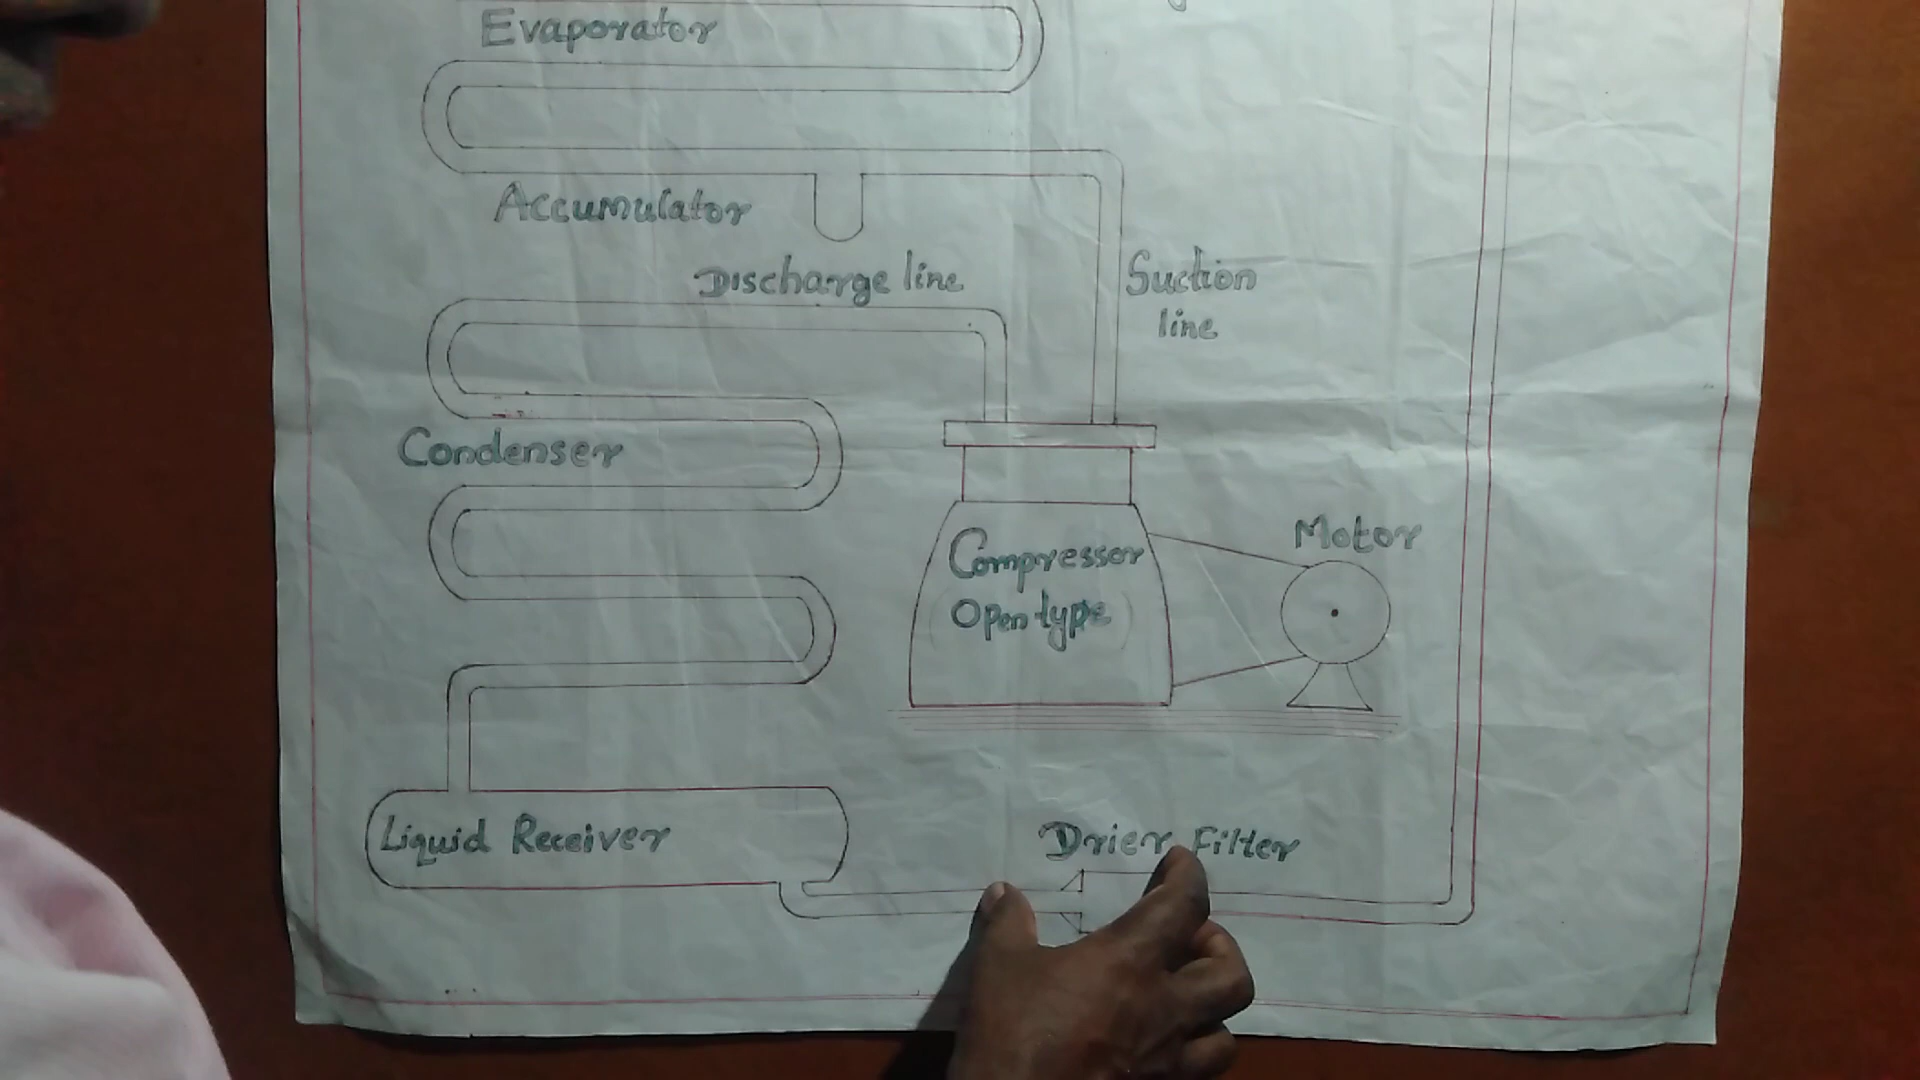 Evaporator
Accumulator
Discharge line
Suction
line
Condenser
Motor
Compressor
Open type
Liquid Receiver
Drier Filter